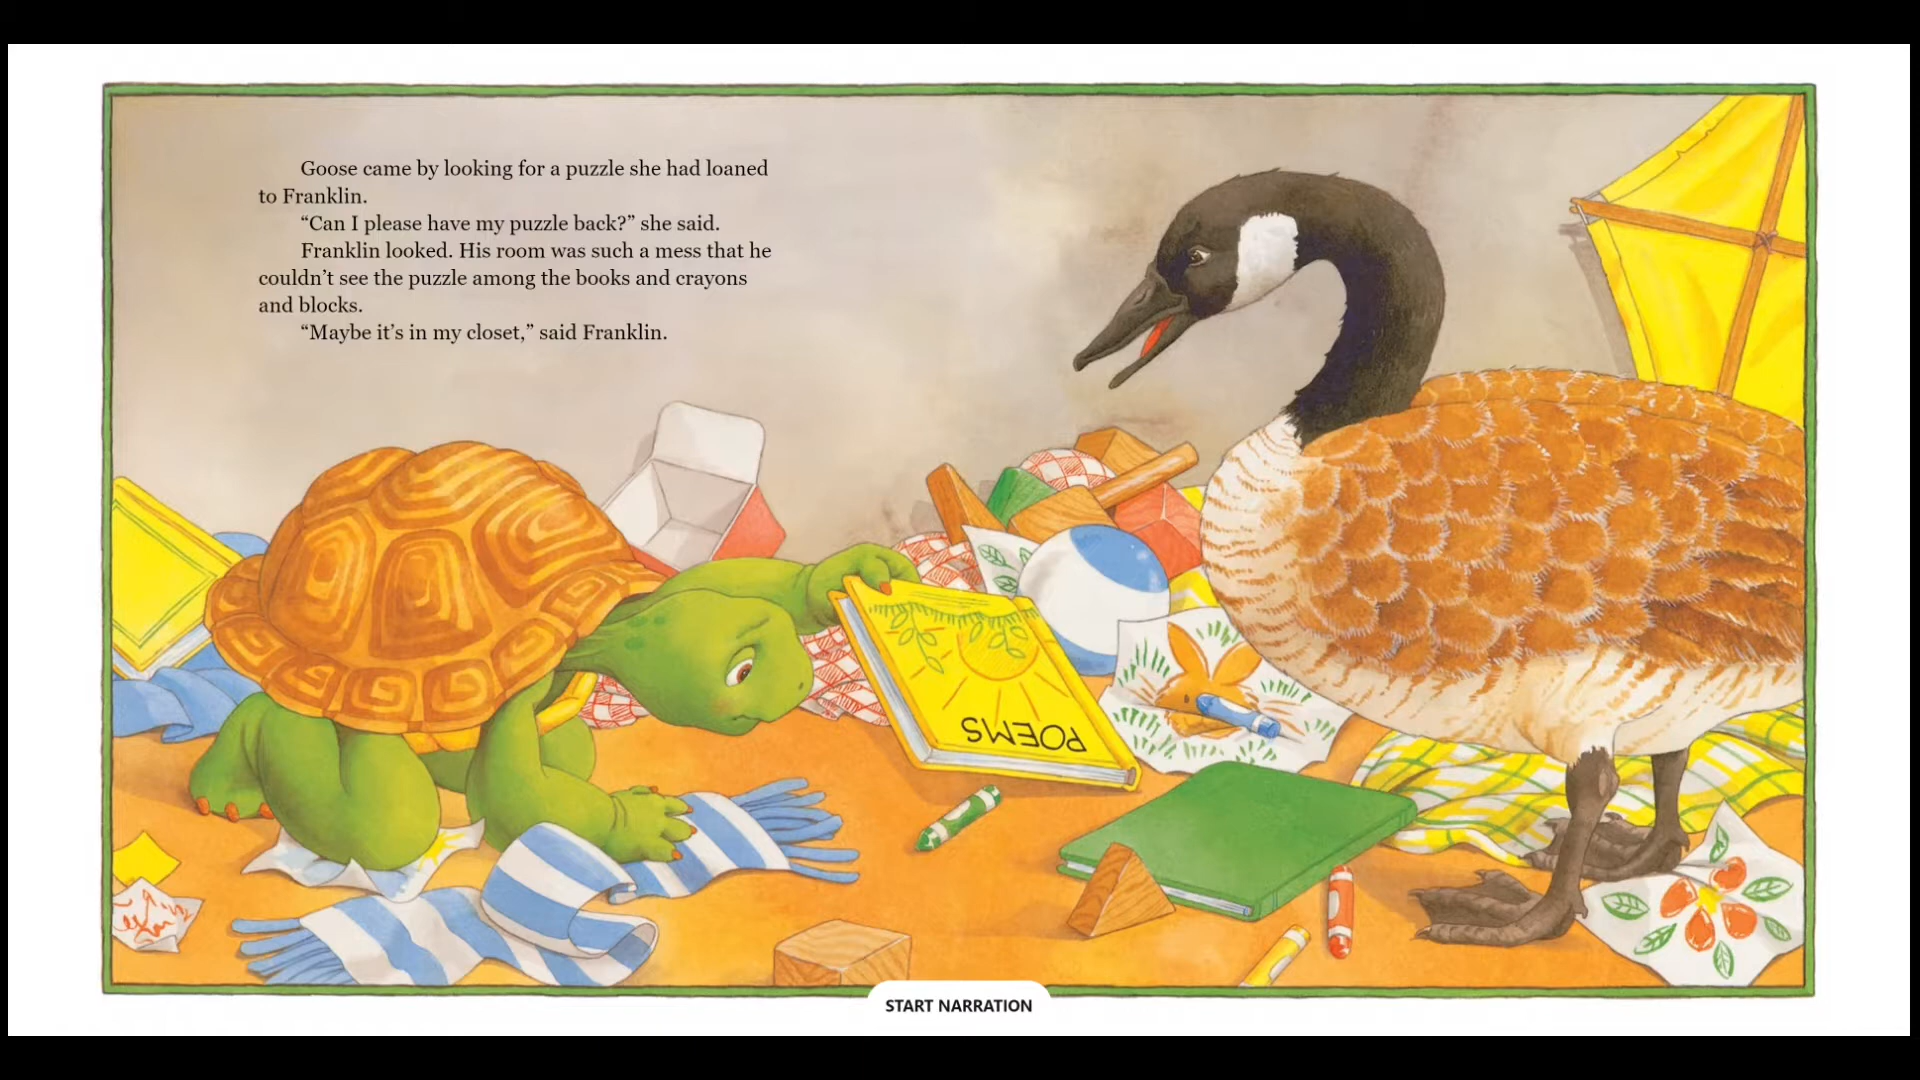 Goose came by looking for a puzzle she had loaned
to Franklin.
“Can I please have my puzzle back?” she said.
Franklin looked. His room was such a mess that he
couldn’t see the puzzle among the books and crayons
and blocks.
“Maybe it’s in my closet,” said Franklin.
POEMS
START NARRATION